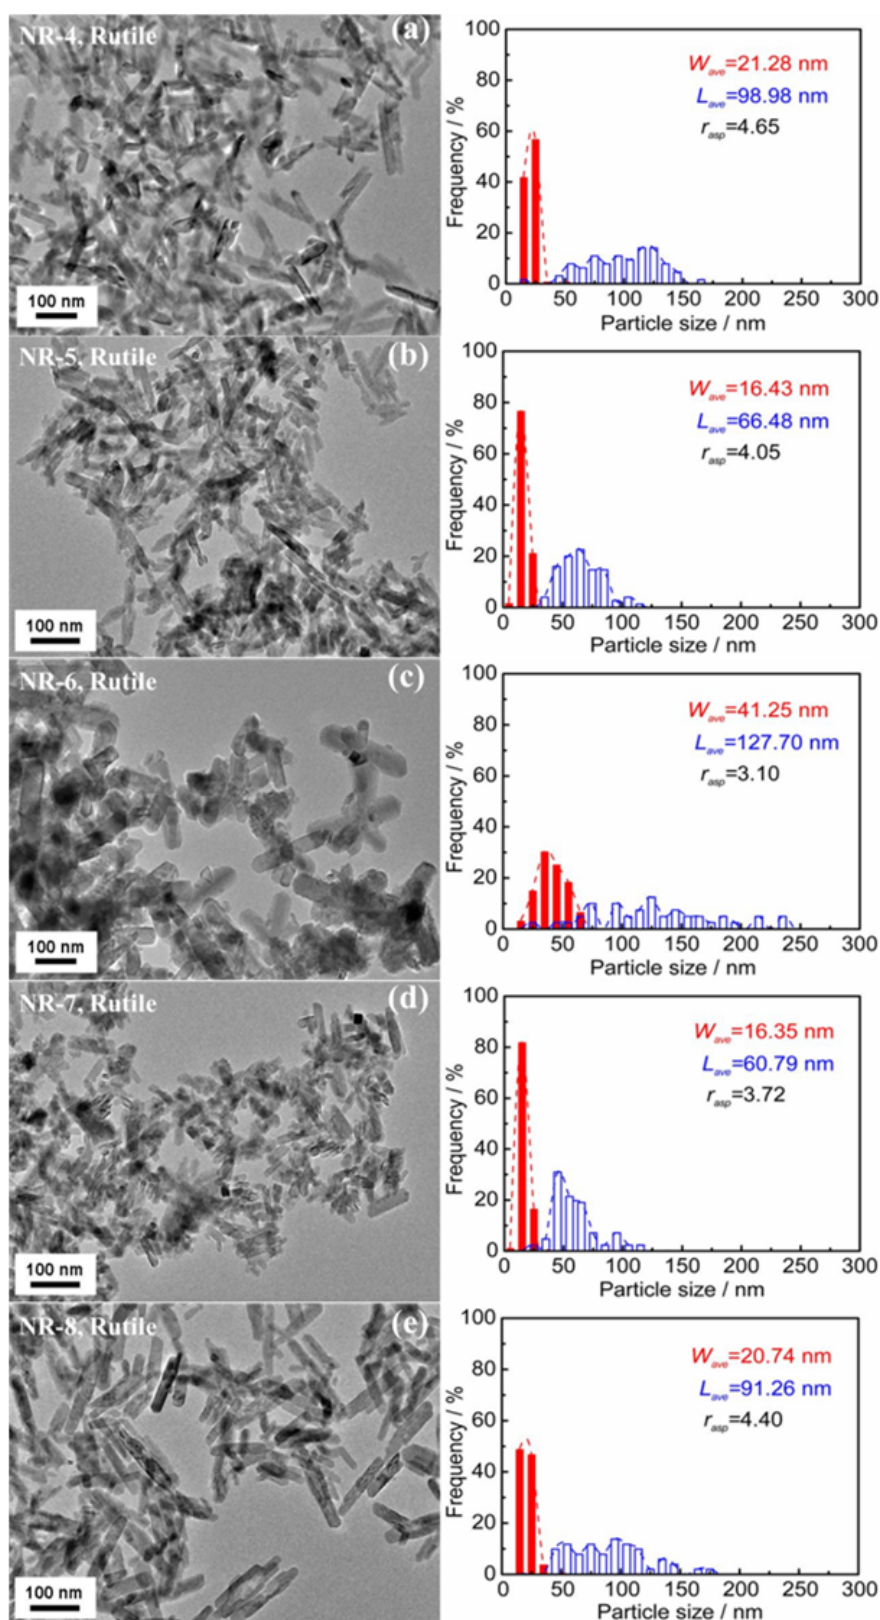 NR-4, Rutile
(a)
100 nm
Frequency / %
100
80
60
40
20
0
W_ave=21.28 nm
L_ave=98.98 nm
r_asp=4.65
0 50 100 150 200 250 300
Particle size / nm
NR-5, Rutile
(b)
100 nm
Frequency / %
100
80
60
40
20
0
W_ave=16.43 nm
L_ave=66.48 nm
r_asp=4.05
0 50 100 150 200 250 300
Particle size / nm
NR-6, Rutile
(c)
100 nm
Frequency / %
100
80
60
40
20
0
W_ave=41.25 nm
L_ave=127.70 nm
r_asp=3.10
0 50 100 150 200 250 300
Particle size / nm
NR-7, Rutile
(d)
100 nm
Frequency / %
100
80
60
40
20
0
W_ave=16.35 nm
L_ave=60.79 nm
r_asp=3.72
0 50 100 150 200 250 300
Particle size / nm
NR-8, Rutile
(e)
100 nm
Frequency / %
100
80
60
40
20
0
W_ave=20.74 nm
L_ave=91.26 nm
r_asp=4.40
0 50 100 150 200 250 300
Particle size / nm